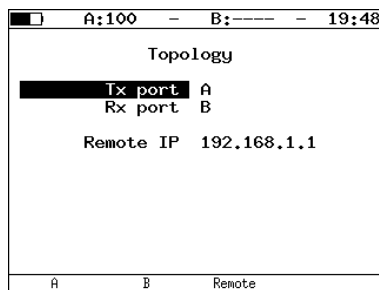 A:100 - B:---- - 19:48
Topology
Tx port A
Rx port B
Remote IP 192.168.1.1
A B Remote